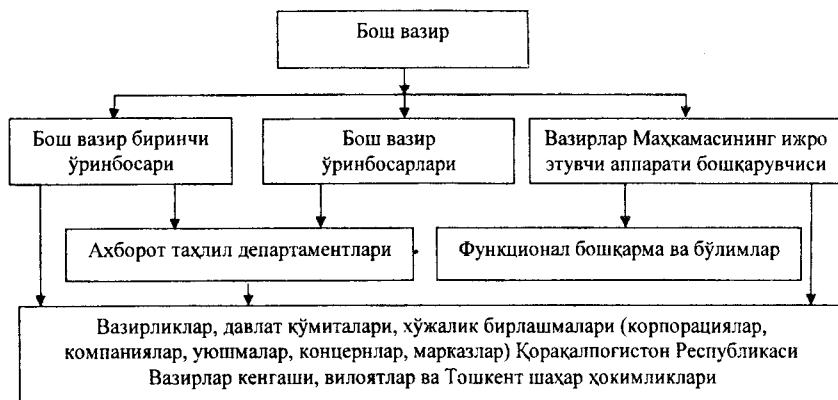 Бош вазир
Бош вазир биринчи
ўринбосари
Бош вазир
ўринбосарлари
Вазирлар Маҳкамасининг ижро
этувчи аппарати бошқарувчиси
Ахборот таҳлил департаментлари
Функционал бошқарма ва бўлимлар
Вазирликлар, давлат қўмиталари, хўжалик бирлашмалари (корпорациялар,
компаниялар, уюшмалар, концернлар, марказлар) Қорақалпоғистон Республикаси
Вазирлар кенгаши, вилоятлар ва Тошкент шаҳар ҳокимликлари